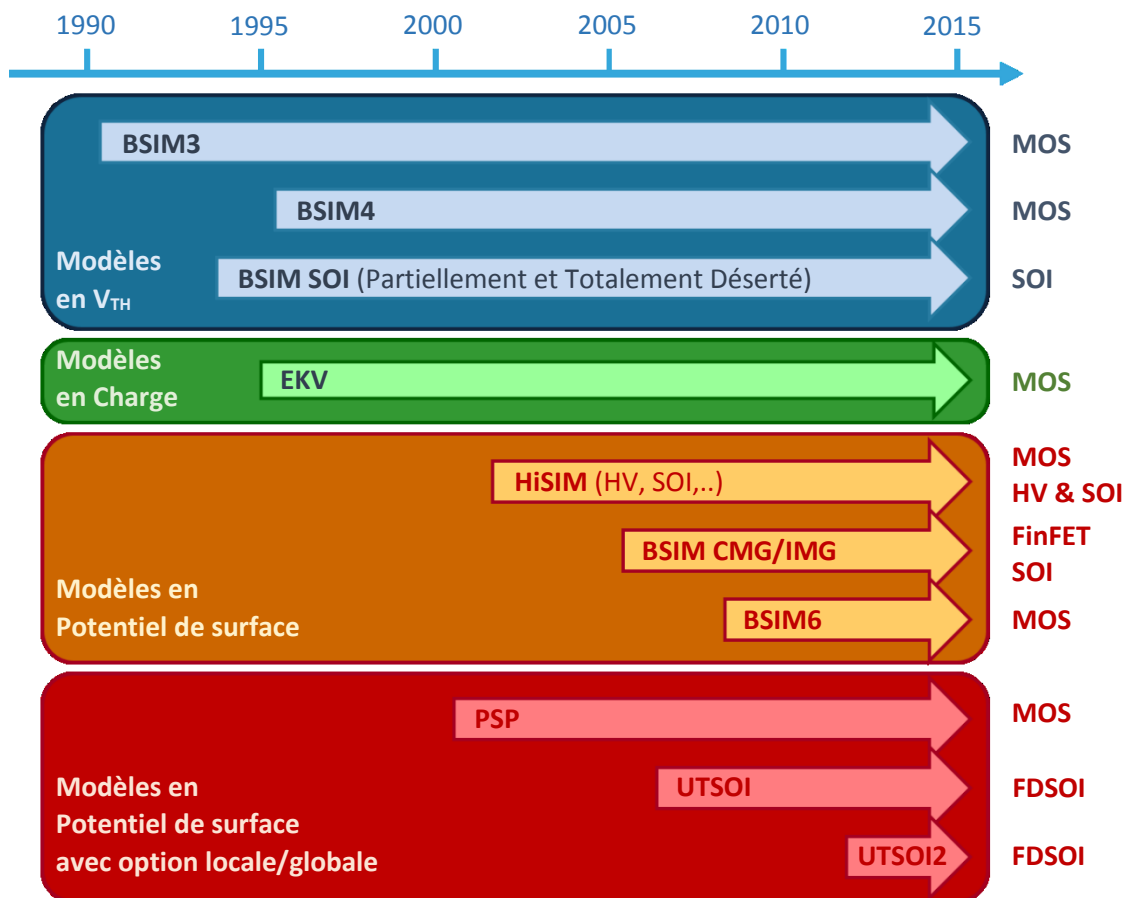 1990 1995 2000 2005 2010 2015
BSIM3 MOS
BSIM4 MOS
Modèles
en VTH
BSIM SOI (Partiellement et Totalement Déserté) SOI
Modèles
en Charge
EKV MOS
HiSIM (HV, SOI,..) MOS
HV & SOI
BSIM CMG/IMG FinFET
SOI
Modèles en
Potentiel de surface
BSIM6 MOS
PSP MOS
UTSOI FDSOI
Modèles en
Potentiel de surface
avec option locale/globale
UTSOI2 FDSOI